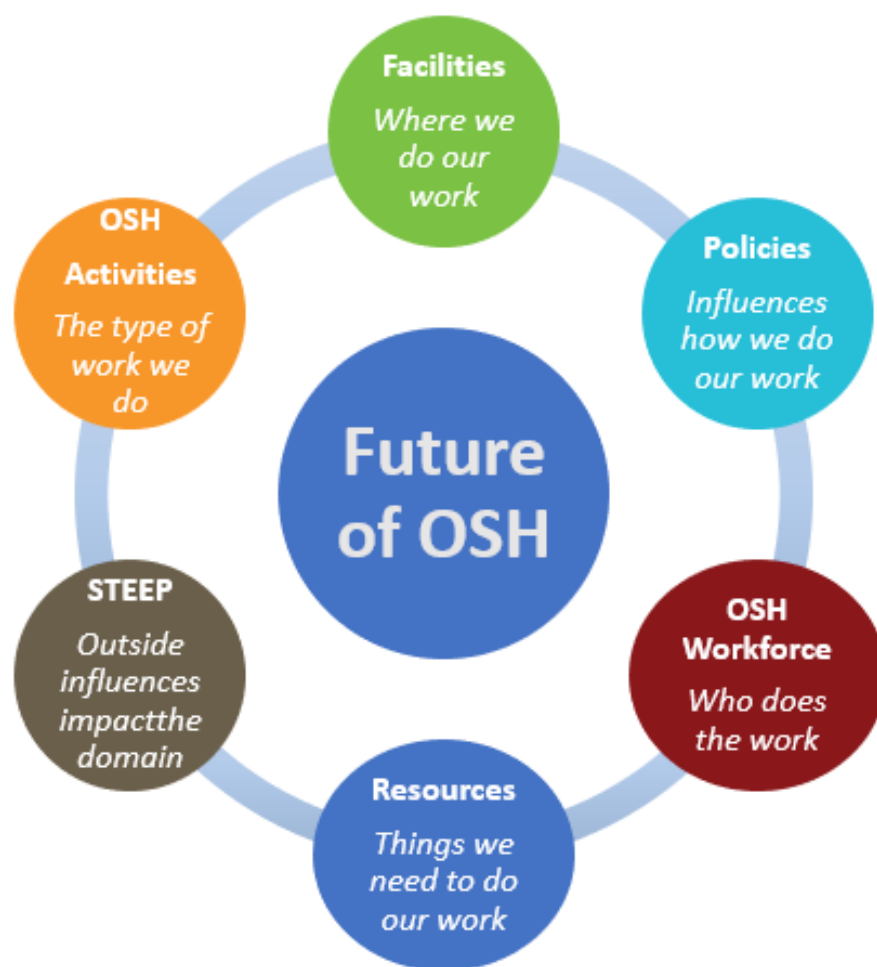 Facilities
Where we
do our
work
Policies
Influences
how we do
our work
OSH
Workforce
Who does
the work
Resources
Things we
need to do
our work
STEEP
Outside
influences
impactthe
domain
OSH
Activities
The type of
work we
do
Future
of OSH